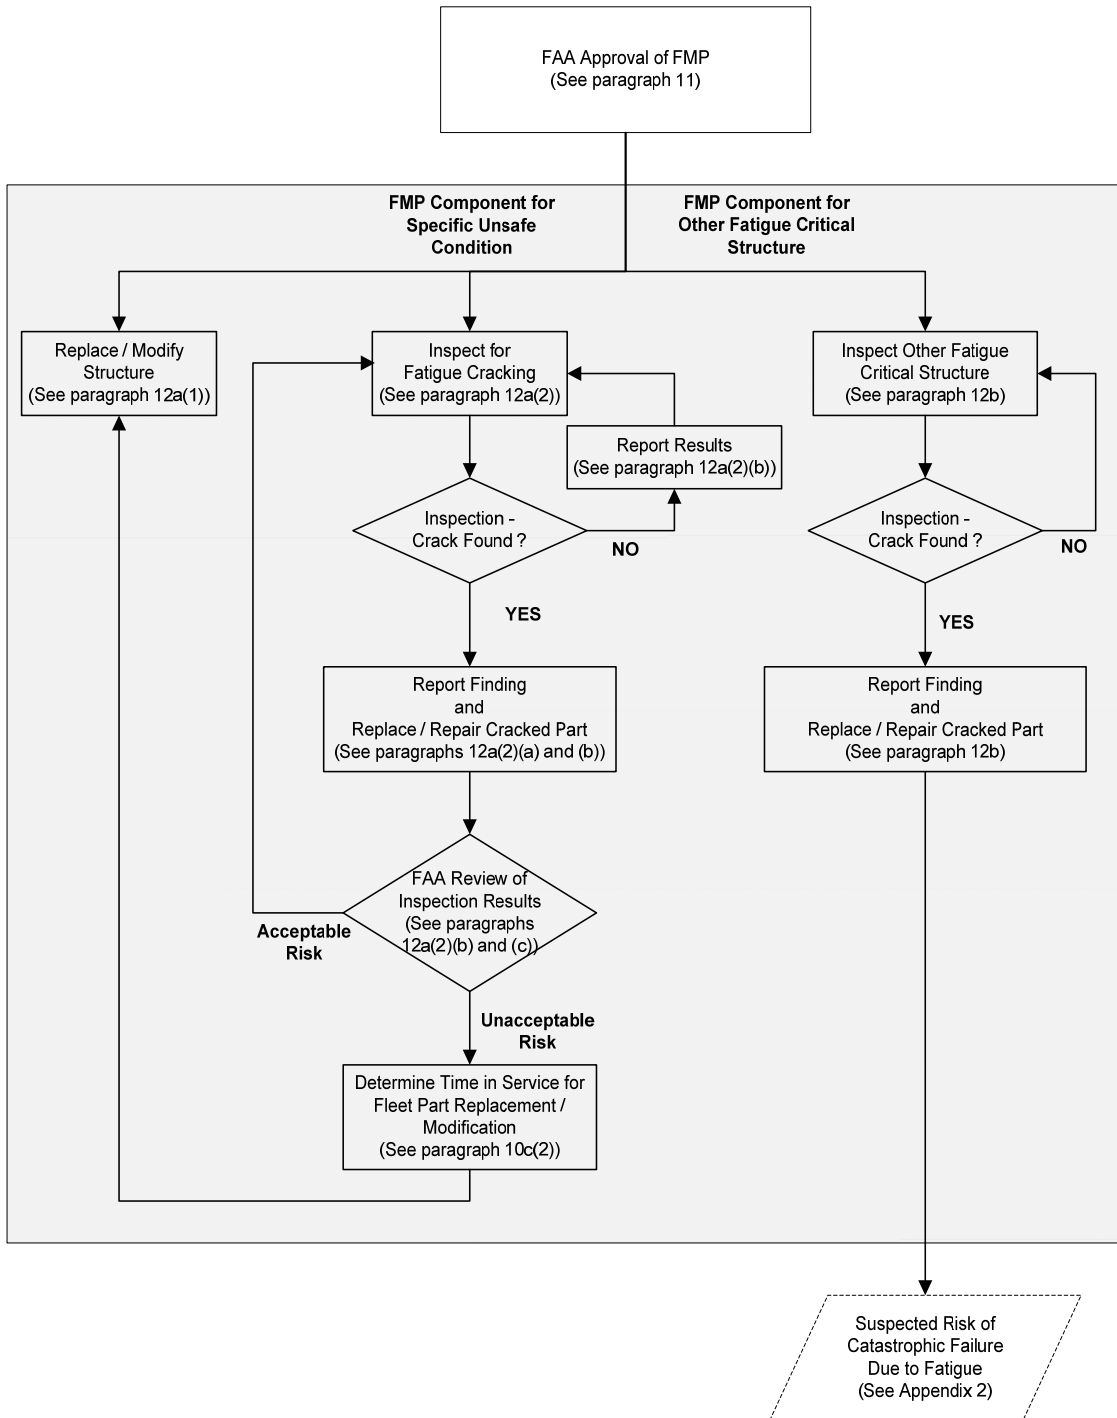 FAA Approval of FMP
(See paragraph 11)
FMP Component for
Specific Unsafe
Condition
FMP Component for
Other Fatigue Critical
Structure
Replace / Modify
Structure
(See paragraph 12a(1))
Inspect for
Fatigue Cracking
(See paragraph 12a(2))
Inspect Other Fatigue
Critical Structure
(See paragraph 12b)
Report Results
(See paragraph 12a(2)(b))
Inspection -
Crack Found ?
NO
Inspection -
Crack Found ?
NO
YES
YES
Report Finding
and
Replace / Repair Cracked Part
(See paragraphs 12a(2)(a) and (b))
Report Finding
and
Replace / Repair Cracked Part
(See paragraph 12b)
FAA Review of
Inspection Results
(See paragraphs
12a(2)(b) and (c))
Acceptable
Risk
Unacceptable
Risk
Determine Time in Service for
Fleet Part Replacement /
Modification
(See paragraph 10c(2))
Suspected Risk of
Catastrophic Failure
Due to Fatigue
(See Appendix 2)